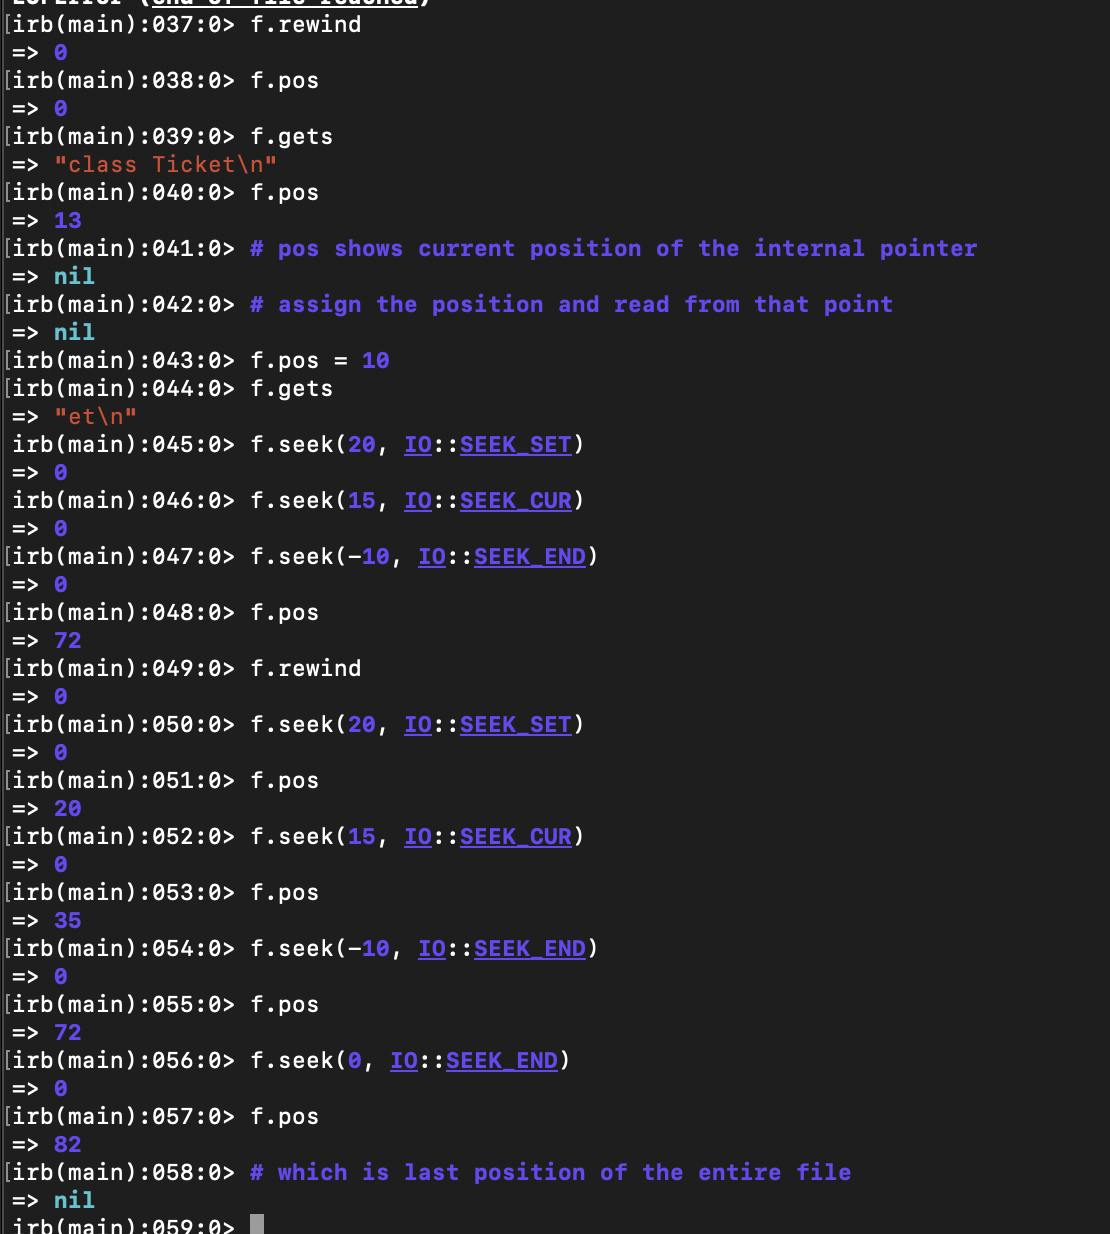 EOFError (end of file reached)
irb(main):037:0> f.rewind
=> 0
irb(main):038:0> f.pos
=> 0
irb(main):039:0> f.gets
=> "class Ticket\n"
irb(main):040:0> f.pos
=> 13
irb(main):041:0> # pos shows current position of the internal pointer
=> nil
irb(main):042:0> # assign the position and read from that point
=> nil
irb(main):043:0> f.pos = 10
irb(main):044:0> f.gets
=> "et\n"
irb(main):045:0> f.seek(20, IO::SEEK_SET)
=> 0
irb(main):046:0> f.seek(15, IO::SEEK_CUR)
=> 0
irb(main):047:0> f.seek(-10, IO::SEEK_END)
=> 0
irb(main):048:0> f.pos
=> 72
irb(main):049:0> f.rewind
=> 0
irb(main):050:0> f.seek(20, IO::SEEK_SET)
=> 0
irb(main):051:0> f.pos
=> 20
irb(main):052:0> f.seek(15, IO::SEEK_CUR)
=> 0
irb(main):053:0> f.pos
=> 35
irb(main):054:0> f.seek(-10, IO::SEEK_END)
=> 0
irb(main):055:0> f.pos
=> 72
irb(main):056:0> f.seek(0, IO::SEEK_END)
=> 0
irb(main):057:0> f.pos
=> 82
irb(main):058:0> # which is last position of the entire file
=> nil
irb(main):059:0>